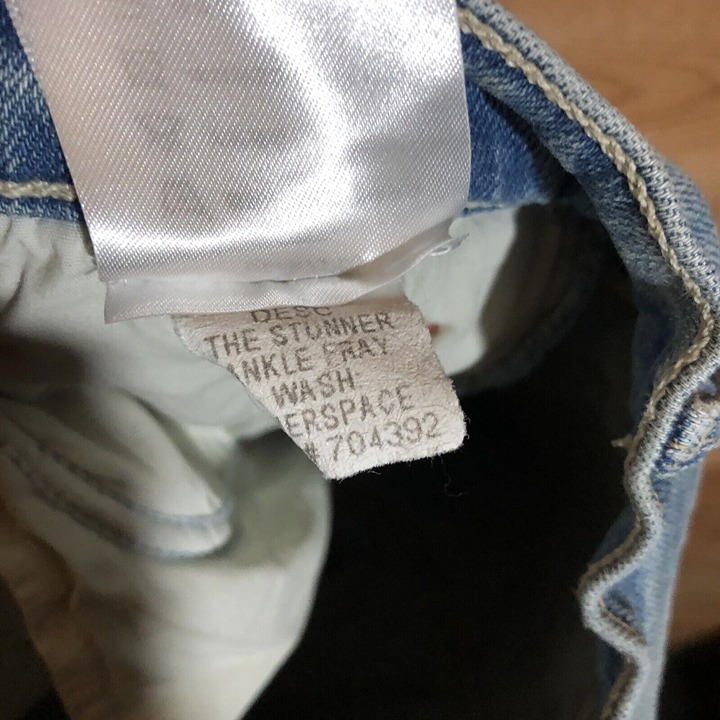 DESC
THE STUNNER
ANKLE FRAY
WASH
ERSPACE
# 704392